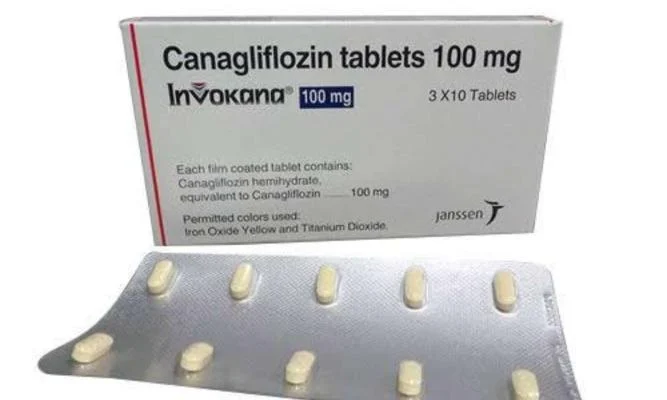 Canagliflozin tablets 100 mg
Invokana® 100 mg
3 X10 Tablets
Each film coated tablet contains:
Canagliflozin hemihydrate,
equivalent to Canagliflozin ........ 100 mg
Permitted colors used:
Iron Oxide Yellow and Titanium Dioxide.
janssen